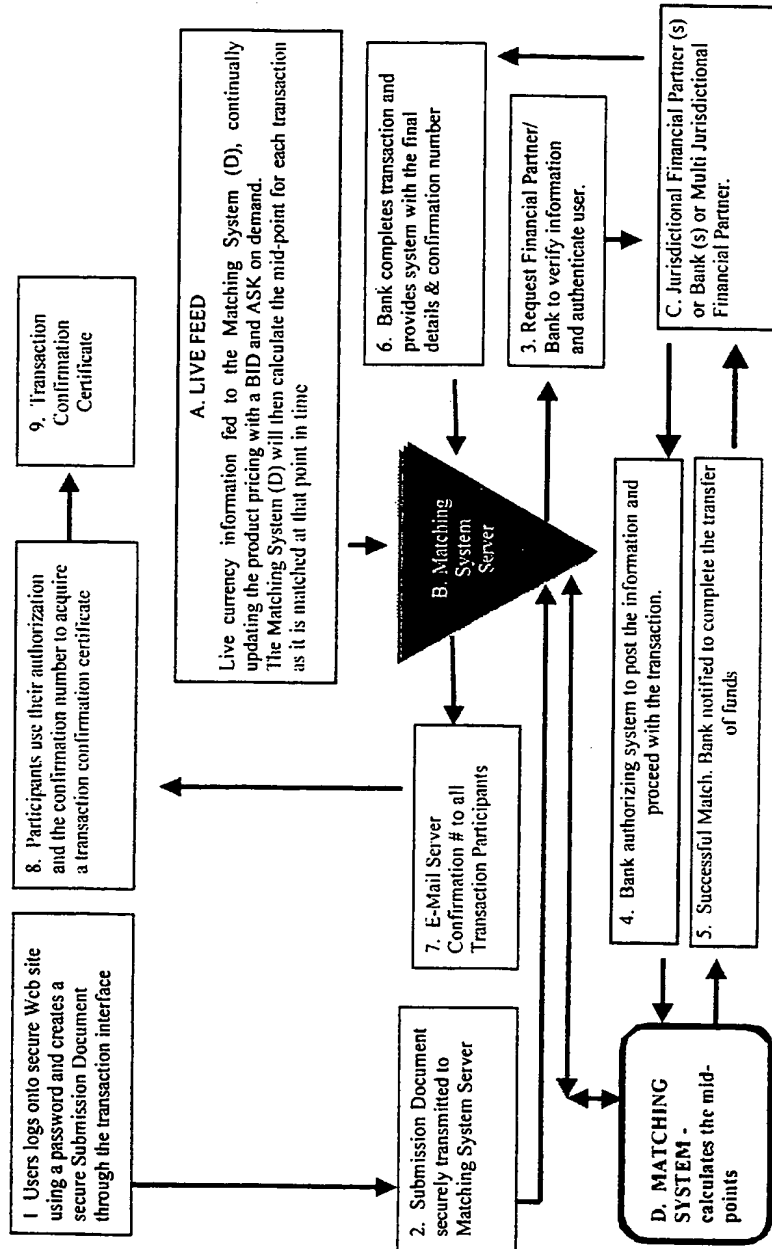 1 Users logs onto secure Web site
using a password and creates a
secure Submission Document
through the transaction interface
8. Participants use their authorization
and the confirmation number to acquire
a transaction confirmation certificate
9. Transaction
Confirmation
Certificate
A. LIVE FEED
Live currency information fed to the Matching System (D), continually
updating the product pricing with a BID and ASK on demand.
The Matching System (D) will then calculate the mid-point for each transaction
as it is matched at that point in time
2. Submission Document
securely transmitted to
Matching System Server
7. E-Mail Server
Confirmation # to all
Transaction Participants
B. Matching
System
Server
6. Bank completes transaction and
provides system with the final
details & confirmation number
3. Request Financial Partner/
Bank to verify information
and authenticate user.
D. MATCHING
SYSTEM -
calculates the mid-
points
4. Bank authorizing system to post the information and
proceed with the transaction.
5. Successful Match. Bank notified to complete the transfer
of funds
C. Jurisdictional Financial Partner (s)
or Bank (s) or Multi Jurisdictional
Financial Partner.